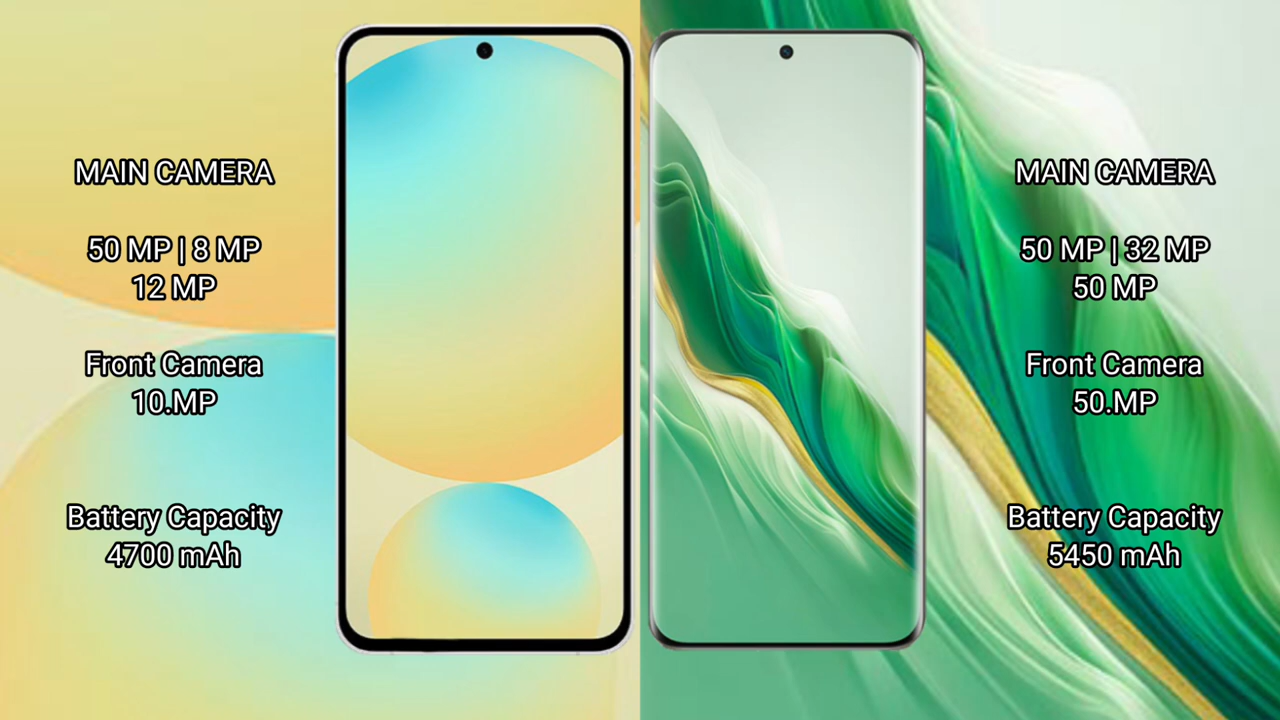 MAIN CAMERA
50 MP | 8 MP
12 MP
Front Camera
10.MP
Battery Capacity
4700 mAh
MAIN CAMERA
50 MP | 32 MP
50 MP
Front Camera
50.MP
Battery Capacity
5450 mAh